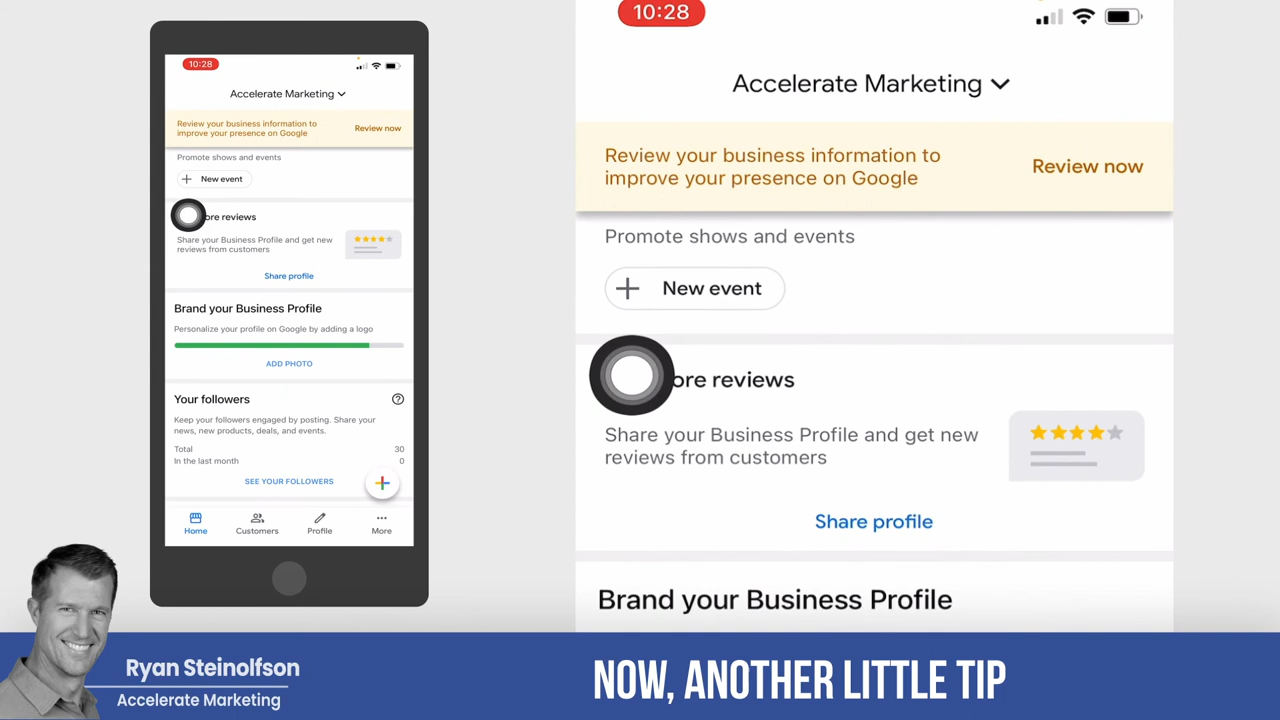 10:28
Accelerate Marketing
Review your business information to
improve your presence on Google
Review now
Promote shows and events
New event
ore reviews
Share your Business Profile and get new
reviews from customers
Share profile
Brand your Business Profile
Personalize your profile on Google by adding a logo
ADD PHOTO
Your followers
Keep your followers engaged by posting. Share your
news, new products, deals, and events.
Total 30
In the last month 0
SEE YOUR FOLLOWERS
Home Customers Profile More
10:28
Accelerate Marketing
Review your business information to
improve your presence on Google
Review now
Promote shows and events
New event
ore reviews
Share your Business Profile and get new
reviews from customers
Share profile
Brand your Business Profile
Ryan Steinolfson
Accelerate Marketing
NOW, ANOTHER LITTLE TIP